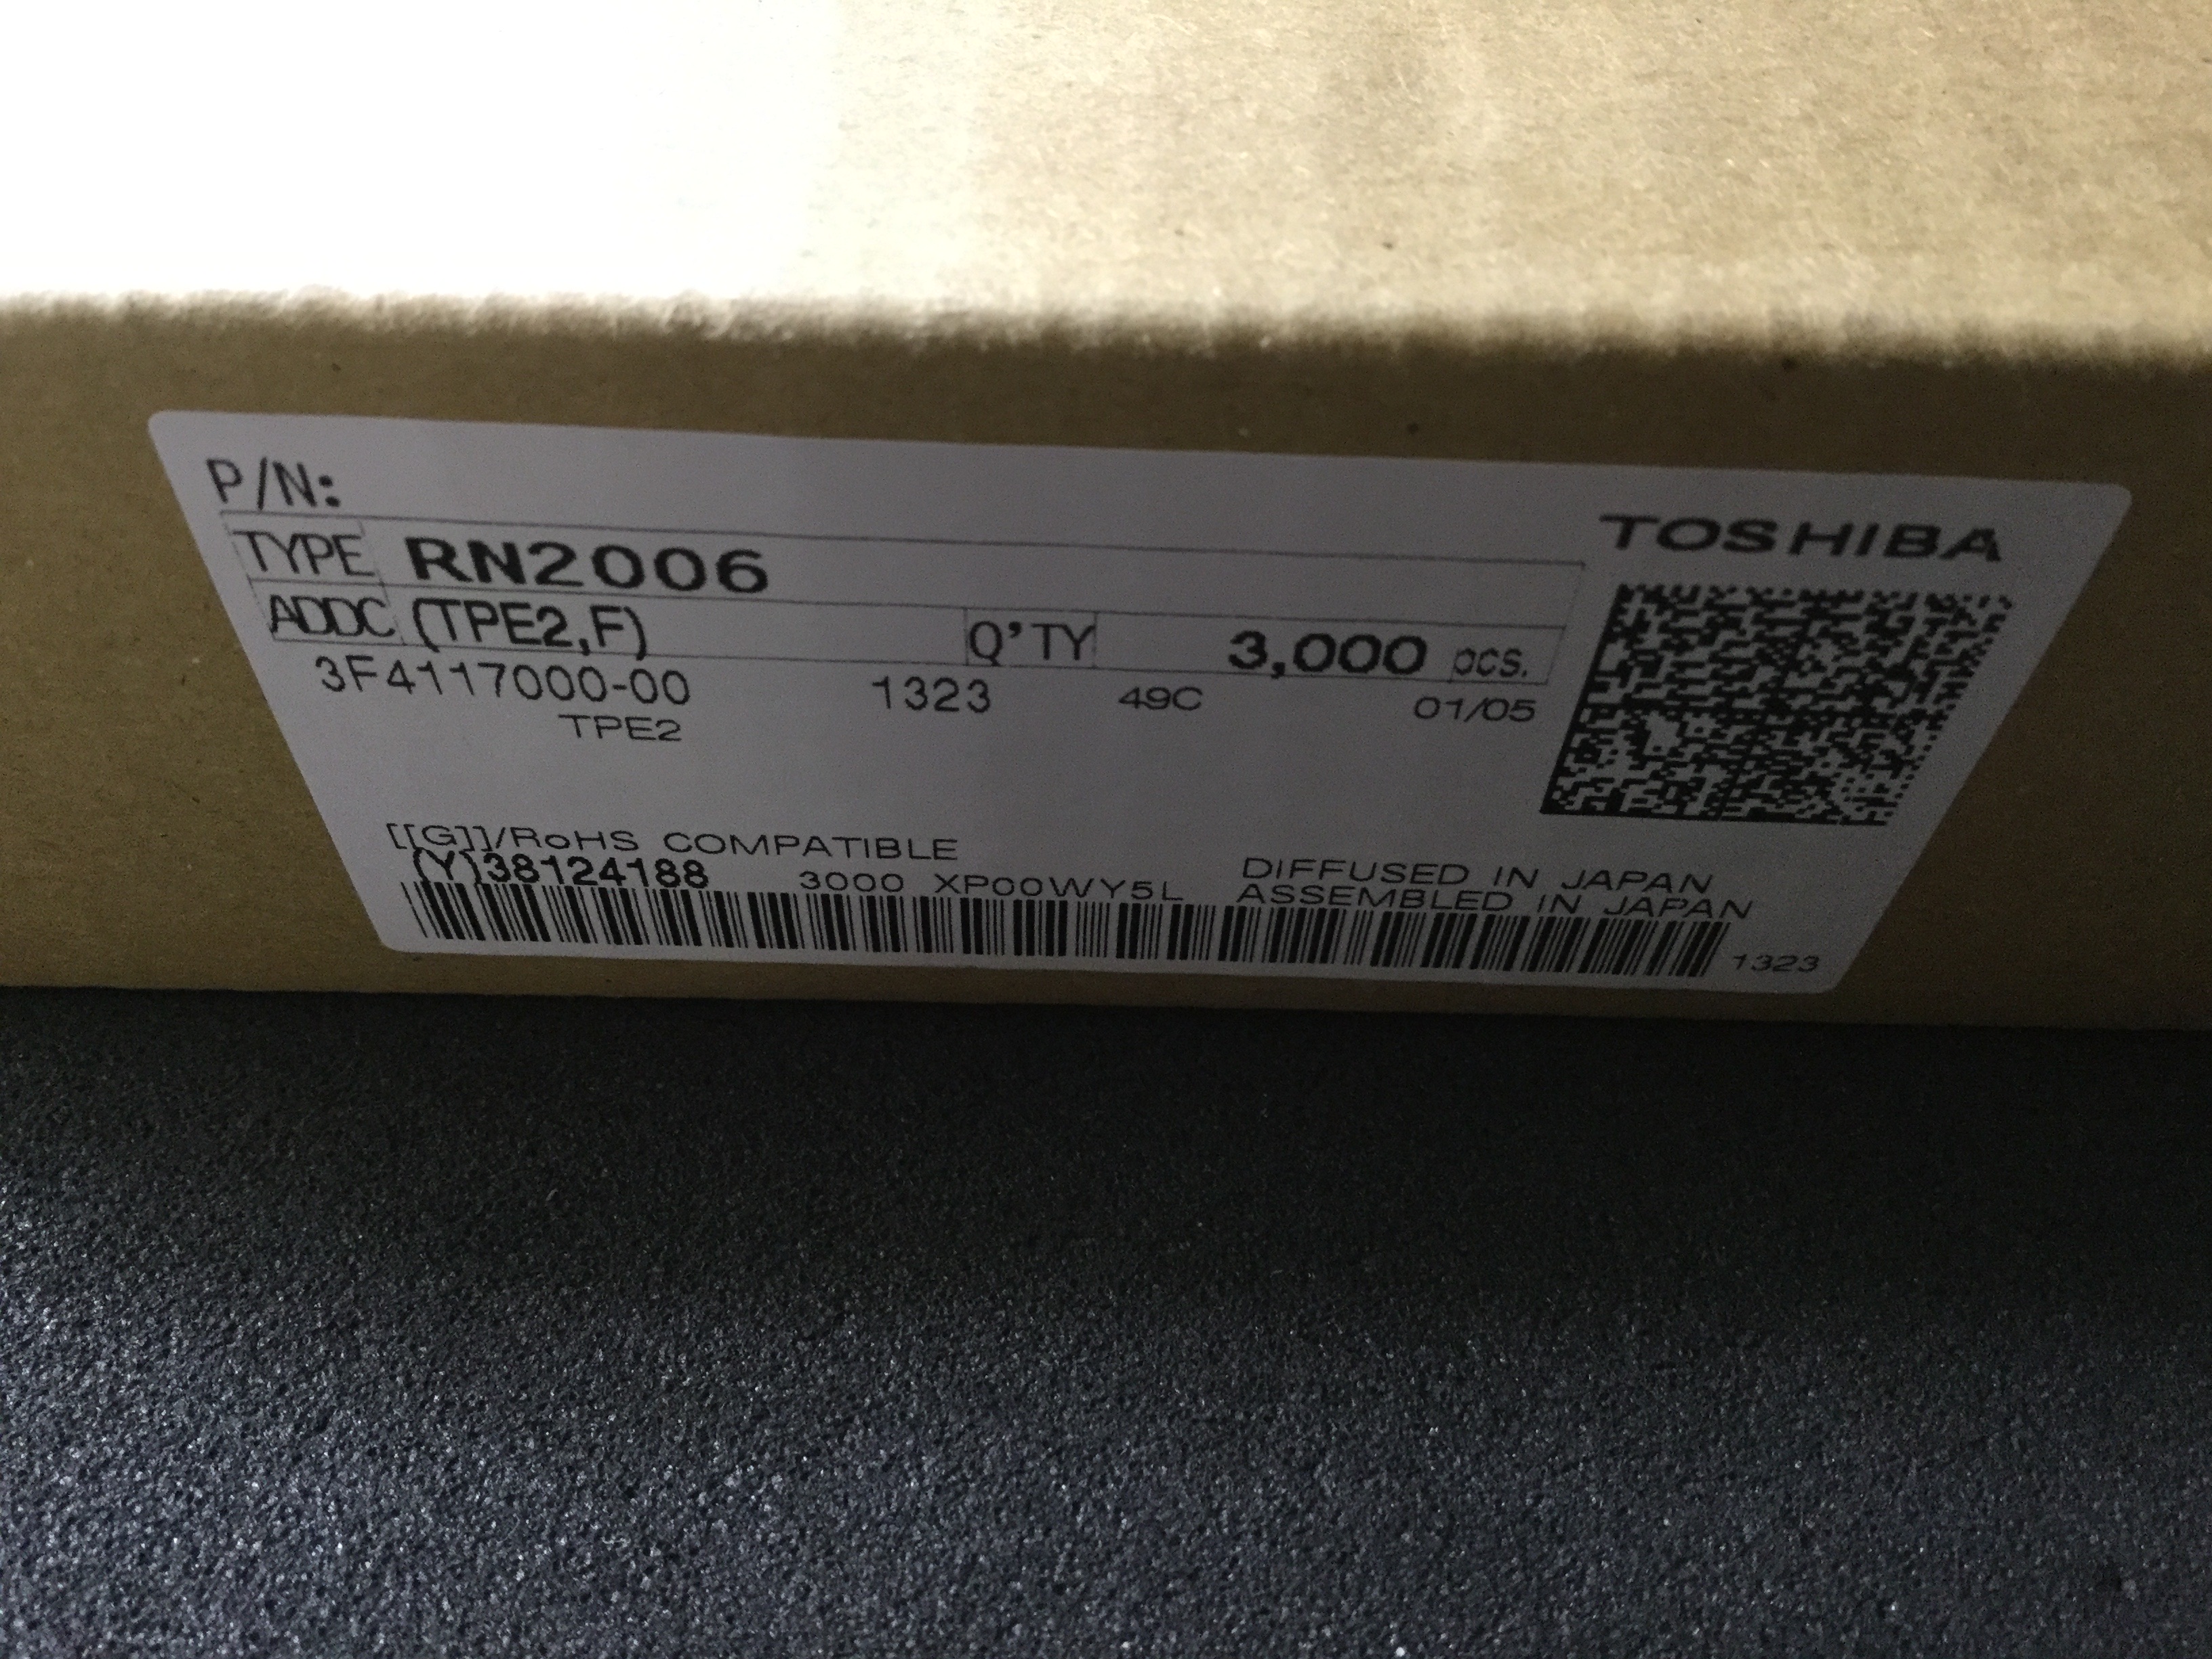 P/N:
TOSHIBA
TYPE RN2006
ADDC (TPE2,F) Q'TY 3,000 pcs.
3F4117000-00 1323 49C 01/05
TPE2
[[G]]/RoHS COMPATIBLE
(Y)38124188 3000 XP00WY5L
DIFFUSED IN JAPAN
ASSEMBLED IN JAPAN
1323